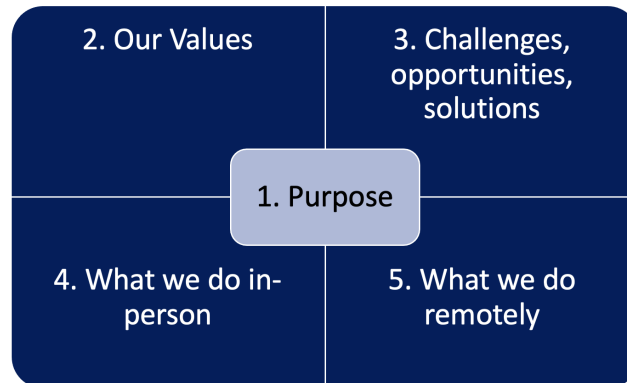 2. Our Values
3. Challenges,
opportunities,
solutions
1. Purpose
4. What we do in-
person
5. What we do
remotely